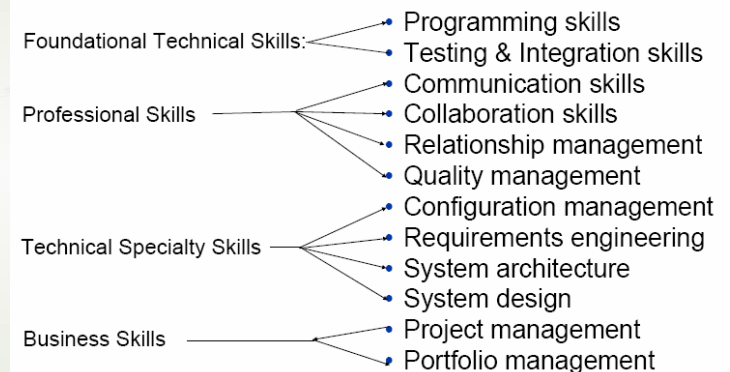 Foundational Technical Skills:
Programming skills
Testing & Integration skills
Professional Skills
Communication skills
Collaboration skills
Relationship management
Quality management
Technical Specialty Skills
Configuration management
Requirements engineering
System architecture
System design
Business Skills
Project management
Portfolio management